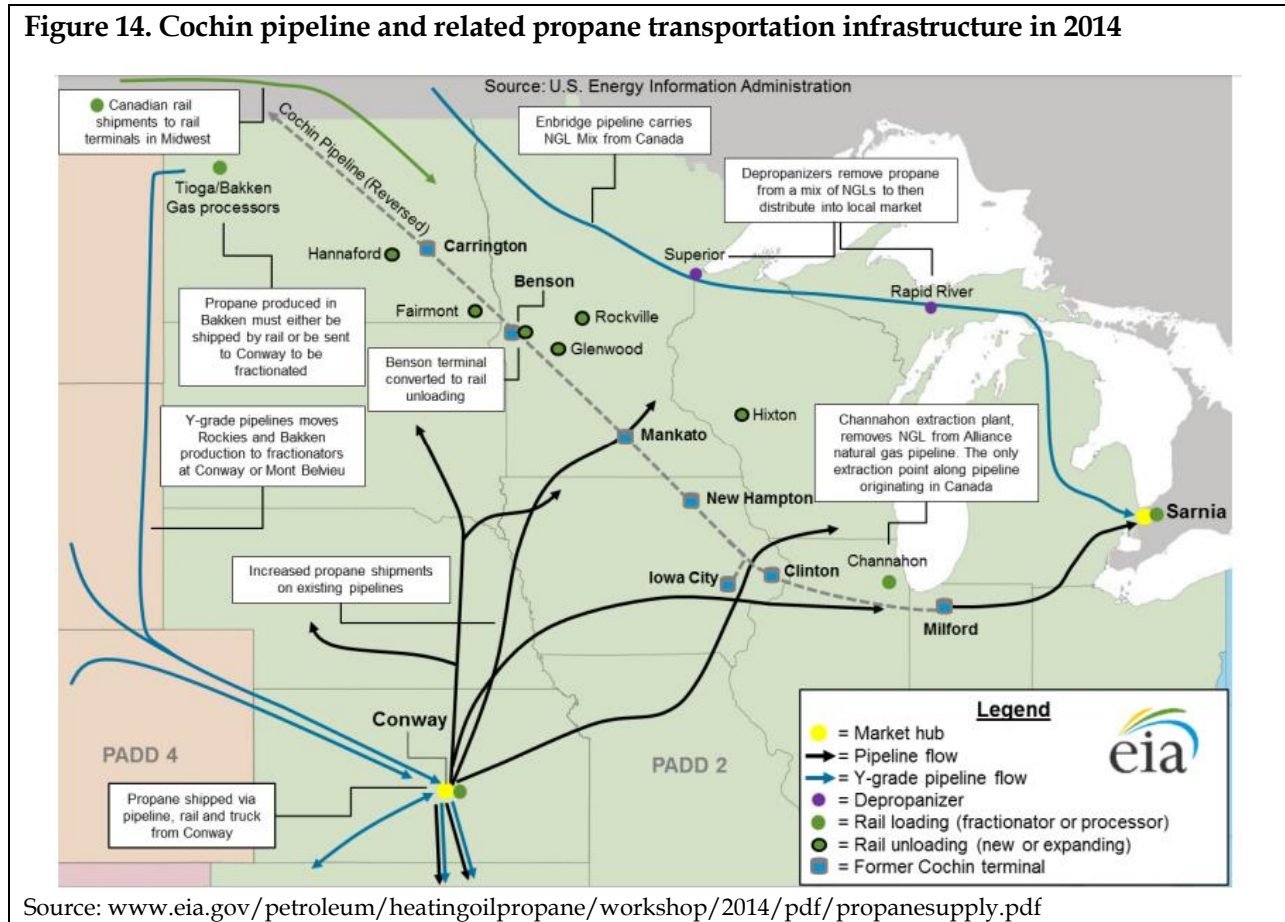 Figure 14. Cochin pipeline and related propane transportation infrastructure in 2014
Source: U.S. Energy Information Administration
Canadian rail
shipments to rail
terminals in Midwest
Cochin Pipeline (Reversed)
Enbridge pipeline carries
NGL Mix from Canada
Depropanizers remove propane
from a mix of NGLs to then
distribute into local market
Tioga/Bakken
Gas processors
Hannaford
Carrington
Superior
Rapid River
Propane produced in
Bakken must either be
shipped by rail or be sent
to Conway to be
fractionated
Fairmont
Benson
Rockville
Glenwood
Benson terminal
converted to rail
unloading
Y-grade pipelines moves
Rockies and Bakken
production to fractionators
at Conway or Mont Belvieu
Mankato
Hixton
Channahon extraction plant,
removes NGL from Alliance
natural gas pipeline. The only
extraction point along pipeline
originating in Canada
New Hampton
Sarnia
Increased propane shipments
on existing pipelines
Iowa City
Clinton
Channahon
Milford
Conway
PADD 4
PADD 2
Propane shipped via
pipeline, rail and truck
from Conway
Legend
= Market hub
= Pipeline flow
= Y-grade pipeline flow
= Depropanizer
= Rail loading (fractionator or processor)
= Rail unloading (new or expanding)
= Former Cochin terminal
eia
Source: www.eia.gov/petroleum/heatingoilpropane/workshop/2014/pdf/propanesupply.pdf